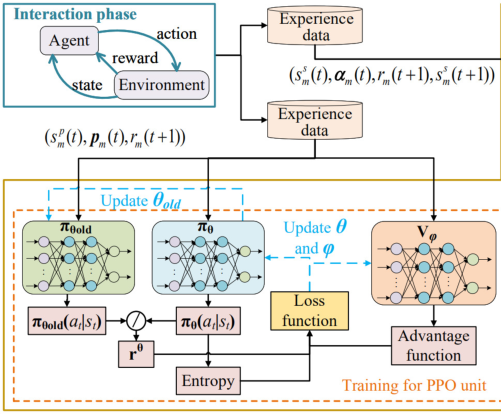 Interaction phase
Agent
action
reward
state
Environment
Experience
data
(s_m^s(t), α_m(t), r_m(t+1), s_m^s(t+1))
Experience
data
(s_m^p(t), p_m(t), r_m(t+1))
Update θ_old
π_θold
π_θ
Update θ
and φ
V_φ
π_θold(a_t|s_t)
/
π_θ(a_t|s_t)
Loss
function
Advantage
function
r^θ
Entropy
Training for PPO unit